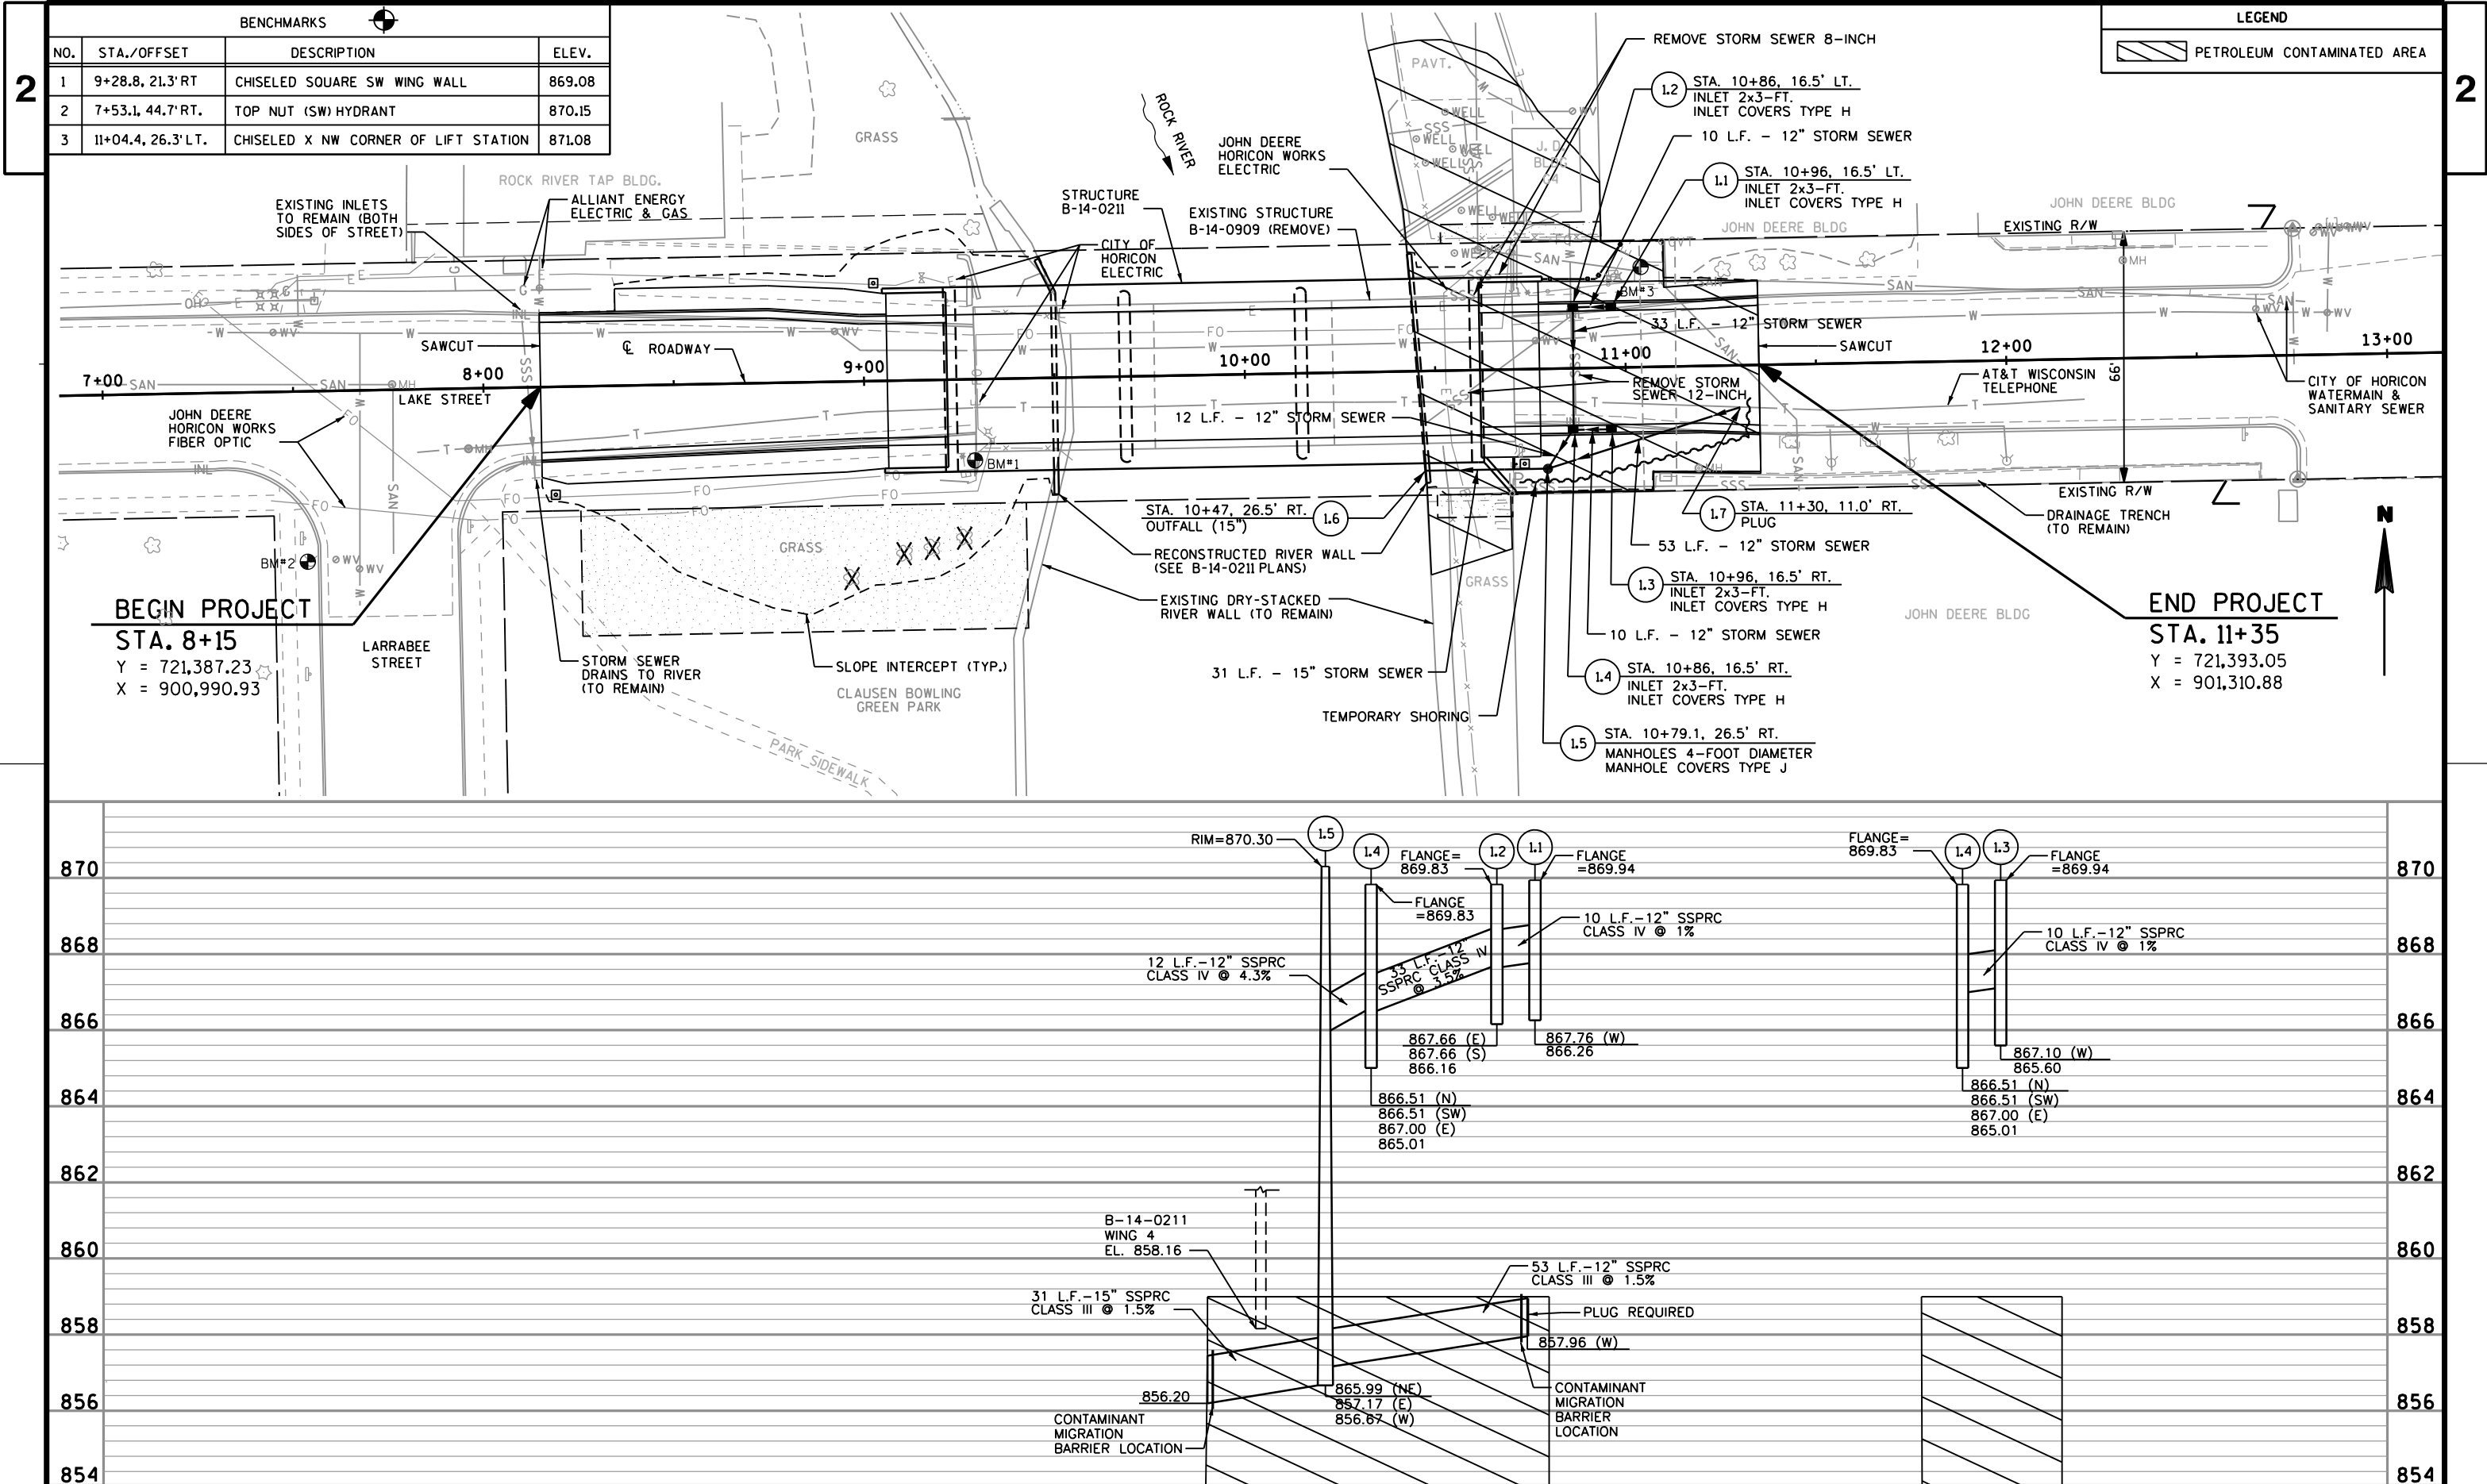 2
2
BENCHMARKS
NO. STA./OFFSET DESCRIPTION ELEV.
1 9+28.8, 21.3' RT CHISELED SQUARE SW WING WALL 869.08
2 7+53.1, 44.7' RT. TOP NUT (SW) HYDRANT 870.15
3 11+04.4, 26.3' LT. CHISELED X NW CORNER OF LIFT STATION 871.08
LEGEND
PETROLEUM CONTAMINATED AREA
REMOVE STORM SEWER 8-INCH
1.2 STA. 10+86, 16.5' LT.
INLET 2x3-FT.
INLET COVERS TYPE H
10 L.F. - 12" STORM SEWER
1.1 STA. 10+96, 16.5' LT.
INLET 2x3-FT.
INLET COVERS TYPE H
PAVT.
GRASS
ROCK RIVER
JOHN DEERE
HORICON WORKS
ELECTRIC
J. D.
BLDG
WELL
WELL
WELL
WELL
WELL
WELL
WELL
ROCK RIVER TAP BLDG.
EXISTING INLETS
TO REMAIN (BOTH
SIDES OF STREET)
ALLIANT ENERGY
ELECTRIC & GAS
STRUCTURE
B-14-0211
EXISTING STRUCTURE
B-14-0909 (REMOVE)
CITY OF
HORICON
ELECTRIC
JOHN DEERE BLDG
JOHN DEERE BLDG
EXISTING R/W
BM#3
33 L.F. - 12" STORM SEWER
SAWCUT
SAWCUT
℄ ROADWAY
7+00
8+00
9+00
10+00
11+00
12+00
13+00
66'
LAKE STREET
REMOVE STORM
SEWER 12-INCH
AT&T WISCONSIN
TELEPHONE
CITY OF HORICON
WATERMAIN &
SANITARY SEWER
JOHN DEERE
HORICON WORKS
FIBER OPTIC
12 L.F. - 12" STORM SEWER
BM#1
BM#2
STA. 10+47, 26.5' RT. 1.6
OUTFALL (15")
1.7 STA. 11+30, 11.0' RT.
PLUG
EXISTING R/W
DRAINAGE TRENCH
(TO REMAIN)
N
GRASS
RECONSTRUCTED RIVER WALL
(SEE B-14-0211 PLANS)
53 L.F. - 12" STORM SEWER
1.3 STA. 10+96, 16.5' RT.
INLET 2x3-FT.
INLET COVERS TYPE H
GRASS
EXISTING DRY-STACKED
RIVER WALL (TO REMAIN)
JOHN DEERE BLDG
BEGIN PROJECT
STA. 8+15
Y = 721,387.23
X = 900,990.93
END PROJECT
STA. 11+35
Y = 721,393.05
X = 901,310.88
LARRABEE
STREET
STORM SEWER
DRAINS TO RIVER
(TO REMAIN)
SLOPE INTERCEPT (TYP.)
10 L.F. - 12" STORM SEWER
31 L.F. - 15" STORM SEWER
1.4 STA. 10+86, 16.5' RT.
INLET 2x3-FT.
INLET COVERS TYPE H
CLAUSEN BOWLING
GREEN PARK
TEMPORARY SHORING
PARK SIDEWALK
1.5 STA. 10+79.1, 26.5' RT.
MANHOLES 4-FOOT DIAMETER
MANHOLE COVERS TYPE J
870 870
868 868
866 866
864 864
862 862
860 860
858 858
856 856
854 854
RIM=870.30
1.5
1.4
FLANGE=
869.83
1.2
1.1
FLANGE
=869.94
FLANGE
=869.83
10 L.F.-12" SSPRC
CLASS IV @ 1%
12 L.F.-12" SSPRC
CLASS IV @ 4.3%
33 L.F.-12"
SSPRC CLASS IV
@ 3.5%
867.66 (E)
867.66 (S)
866.16
867.76 (W)
866.26
866.51 (N)
866.51 (SW)
867.00 (E)
865.01
FLANGE=
869.83
1.4
1.3
FLANGE
=869.94
10 L.F.-12" SSPRC
CLASS IV @ 1%
867.10 (W)
865.60
866.51 (N)
866.51 (SW)
867.00 (E)
865.01
B-14-0211
WING 4
EL. 858.16
31 L.F.-15" SSPRC
CLASS III @ 1.5%
53 L.F.-12" SSPRC
CLASS III @ 1.5%
PLUG REQUIRED
857.96 (W)
856.20
865.99 (NE)
857.17 (E)
856.67 (W)
CONTAMINANT
MIGRATION
BARRIER LOCATION
CONTAMINANT
MIGRATION
BARRIER
LOCATION